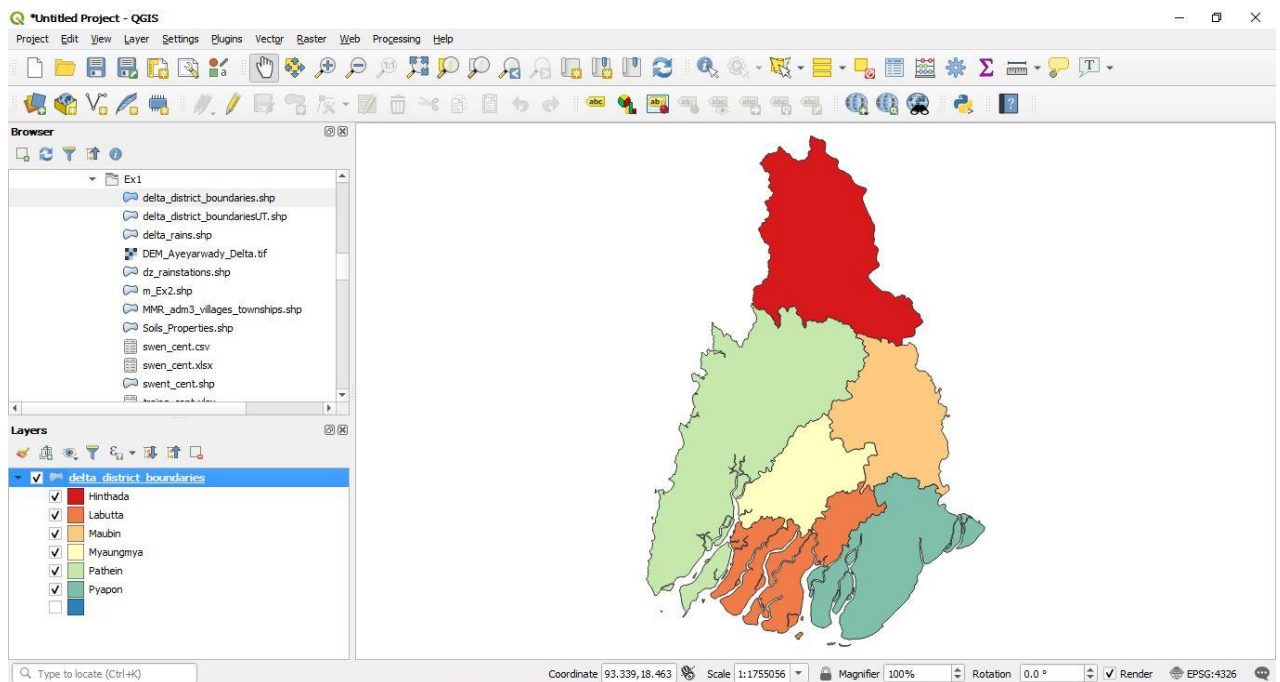 *Untitled Project - QGIS
Project Edit View Layer Settings Plugins Vector Raster Web Processing Help
abc
ab
T
Browser
Ex1
delta_district_boundaries.shp
delta_district_boundariesUT.shp
delta_rains.shp
DEM_Ayeyarwady_Delta.tif
dz_rainstations.shp
m_Ex2.shp
MMR_adm3_villages_townships.shp
Soils_Properties.shp
swen_cent.csv
swen_cent.xlsx
swent_cent.shp
Layers
delta_district_boundaries
Hinthada
Labutta
Maubin
Myaungmya
Pathein
Pyapon
Type to locate (Ctrl+K)
Coordinate 93.339,18.463 Scale 1:1755056 Magnifier 100% Rotation 0.0 ° Render EPSG:4326